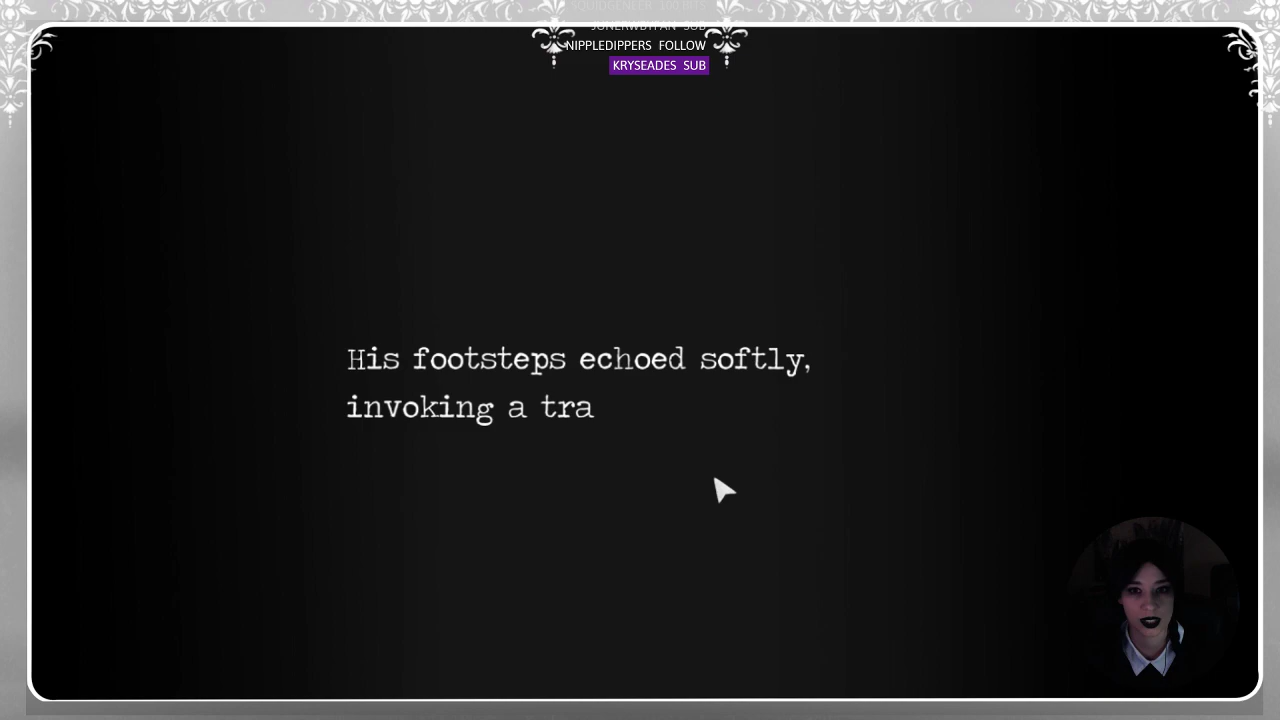 NIPPLEDIPPERS FOLLOW
KRYSEADES SUB
His footsteps echoed softly,
invoking a tra